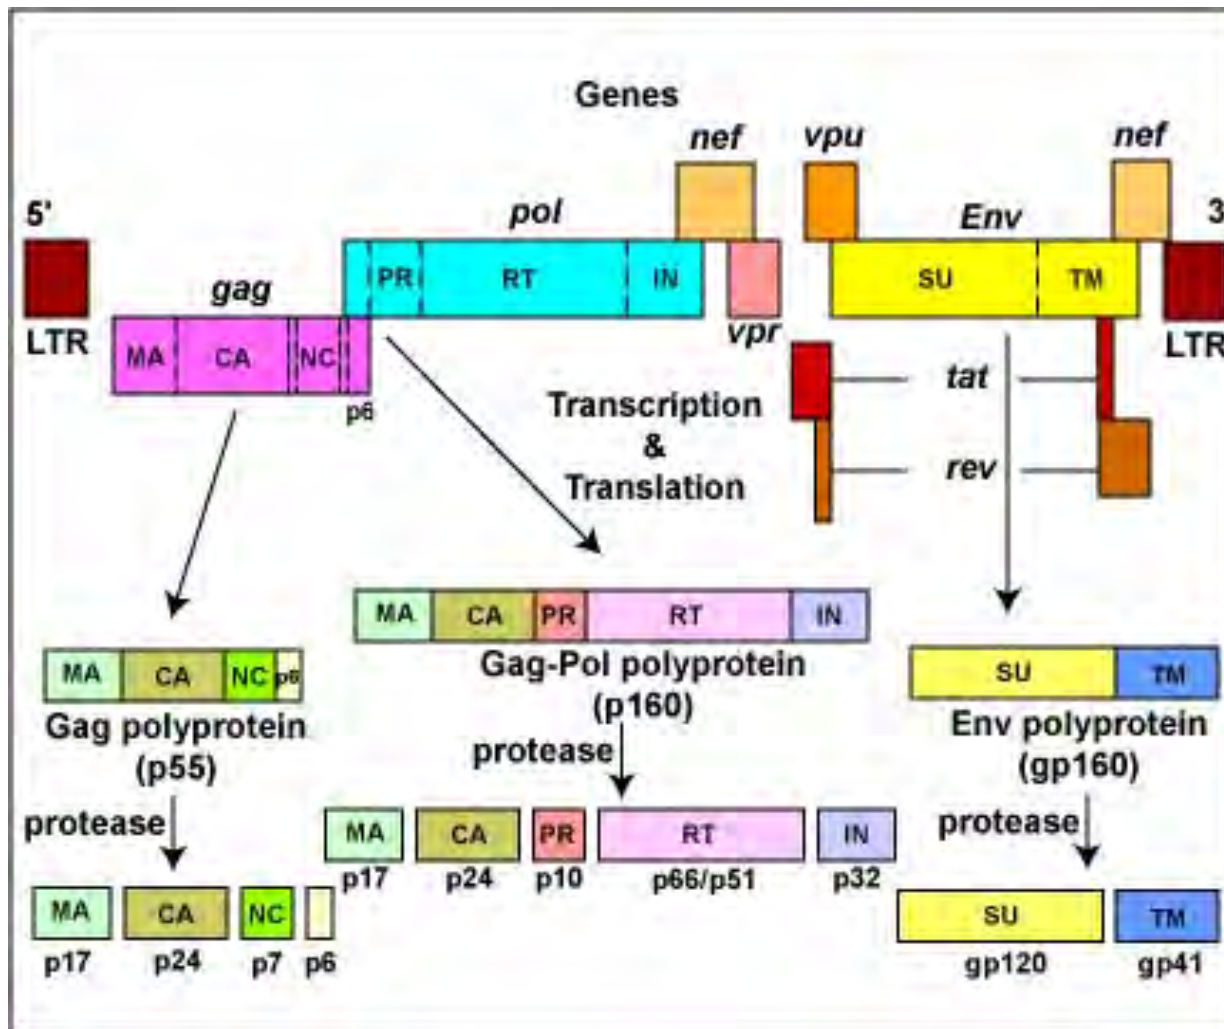 Genes
nef vpu nef
5' pol Env 3
gag
PR RT IN SU TM
LTR vpr LTR
MA CA NC
p6
tat
Transcription
&
Translation
rev
MA CA PR RT IN
Gag-Pol polyprotein
(p160)
MA CA NC p6
Gag polyprotein
(p55)
SU TM
Env polyprotein
(gp160)
protease
protease
protease
MA CA PR RT IN
p17 p24 p10 p66/p51 p32
MA CA NC
p17 p24 p7 p6
SU TM
gp120 gp41